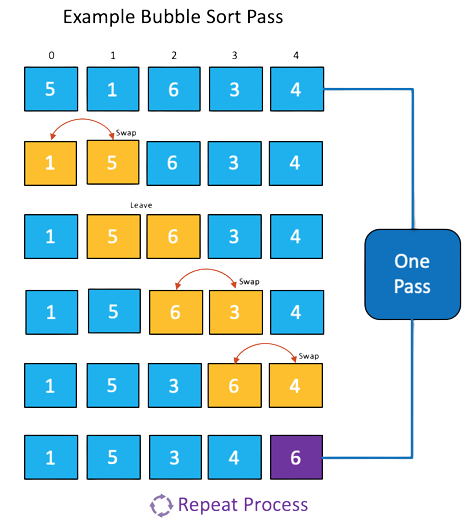 Example Bubble Sort Pass
0 1 2 3 4
5 1 6 3 4
Swap
1 5 6 3 4
Leave
1 5 6 3 4
Swap
1 5 6 3 4
Swap
1 5 3 6 4
1 5 3 4 6
One
Pass
Repeat Process